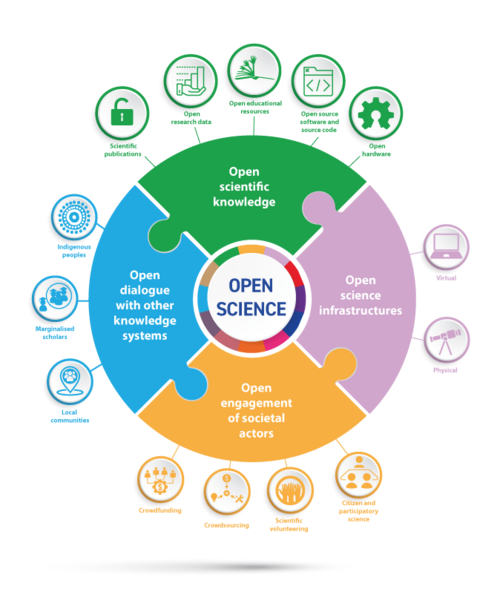 Open educational
resources
Open
research data
Open source
software and
source code
Scientific
publications
Open
hardware
Open
scientific
knowledge
Indigenous
peoples
Marginalised
scholars
Local
communities
Open
dialogue
with other
knowledge
systems
OPEN
SCIENCE
Open
science
infrastructures
Virtual
Physical
Open
engagement
of societal
actors
Crowdfunding
Crowdsourcing
Scientific
volunteering
Citizen and
participatory
science